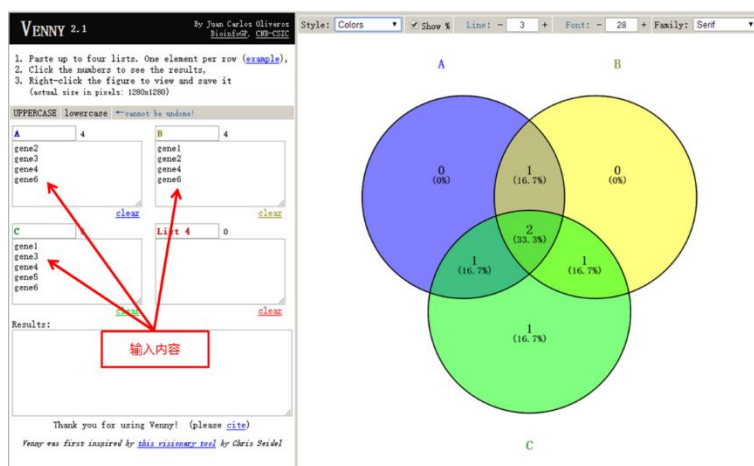 VENNY 2.1
By Juan Carlos Oliveros
BioinfoGP, CNB-CSIC
1. Paste up to four lists. One element per row (example),
2. Click the numbers to see the results,
3. Right-click the figure to view and save it
(actual size in pixels: 1280x1280)
UPPERCASE lowercase ←cannot be undone!
A 4
gene2
gene3
gene4
gene6
clear
B 4
gene1
gene2
gene4
gene6
clear
C
gene1
gene3
gene4
gene5
gene6
clear
List 4 0
clear
Results:
输入内容
Thank you for using Venny! (please cite)
Venny was first inspired by this visionary tool by Chris Seidel
Style: Colors Show % Line: - 3 + Font: - 28 + Family: Serif
A
B
0
(0%)
1
(16.7%)
0
(0%)
2
(33.3%)
1
(16.7%)
1
(16.7%)
1
(16.7%)
C